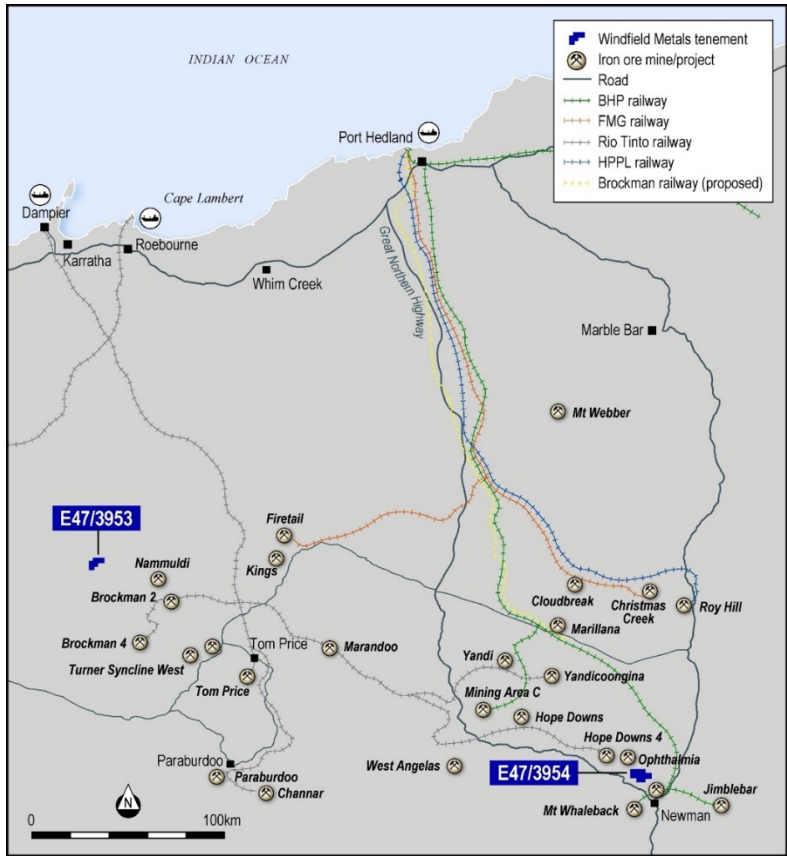 INDIAN OCEAN
Windfield Metals tenement
Iron ore mine/project
Road
BHP railway
FMG railway
Rio Tinto railway
HPPL railway
Brockman railway (proposed)
Port Hedland
Cape Lambert
Dampier
Karratha
Roebourne
Whim Creek
Great Northern Highway
Marble Bar
Mt Webber
E47/3953
Firetail
Nammuldi
Kings
Brockman 2
Cloudbreak
Christmas
Creek
Roy Hill
Brockman 4
Turner Syncline West
Tom Price
Marandoo
Marillana
Yandi
Yandicoongina
Tom Price
Mining Area C
Hope Downs
Hope Downs 4
Paraburdoo
West Angelas
Ophthalmia
E47/3954
Paraburdoo
Channar
Jimblebar
Mt Whaleback
Newman
N
0
100km